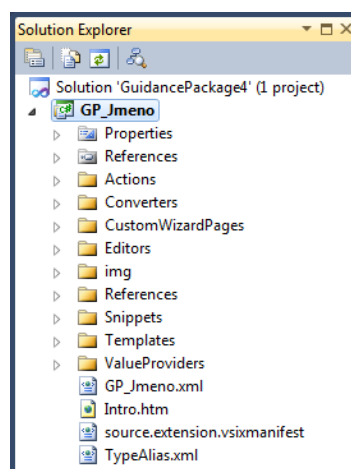 Solution Explorer
Solution 'GuidancePackage4' (1 project)
GP_Jmeno
Properties
References
Actions
Converters
CustomWizardPages
Editors
img
References
Snippets
Templates
ValueProviders
GP_Jmeno.xml
Intro.htm
source.extension.vsixmanifest
TypeAlias.xml